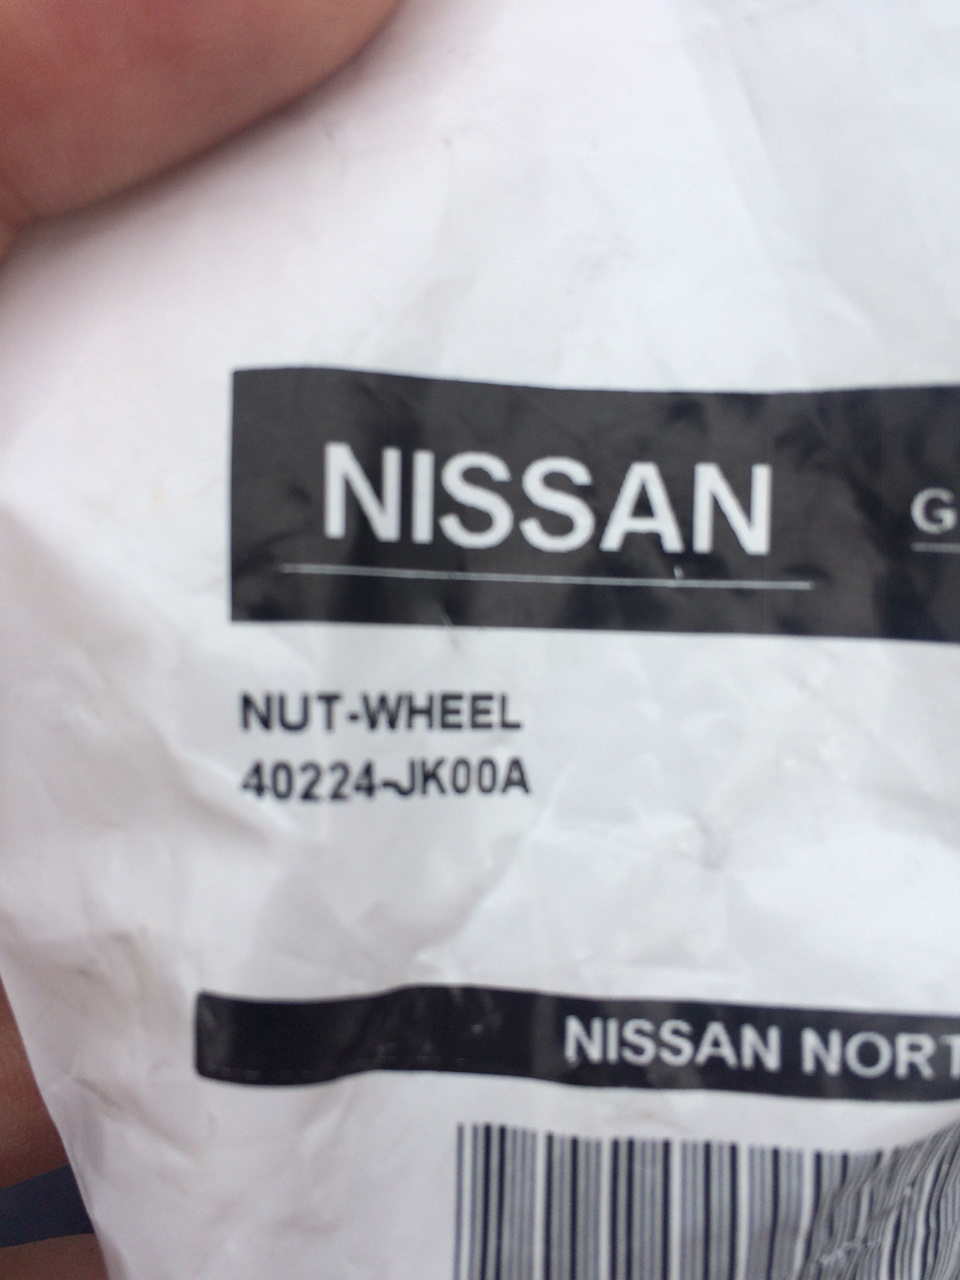 NISSAN
G
NUT-WHEEL
40224-JK00A
NISSAN NORT